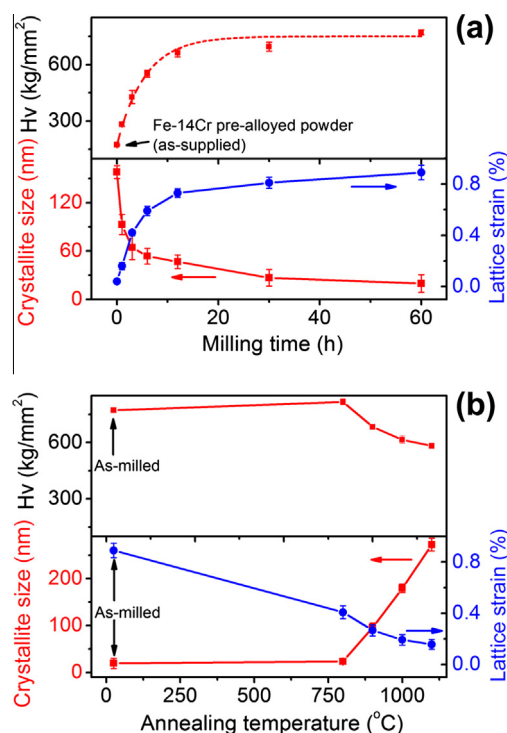 (a)
Hv (kg/mm²)
600
300
Fe-14Cr pre-alloyed powder
(as-supplied)
Crystallite size (nm)
120
60
0
Lattice strain (%)
0.8
0.4
0.0
0 20 40 60
Milling time (h)
(b)
Hv (kg/mm²)
600
300
As-milled
Crystallite size (nm)
200
100
0
As-milled
Lattice strain (%)
0.8
0.4
0.0
0 250 500 750 1000
Annealing temperature (°C)